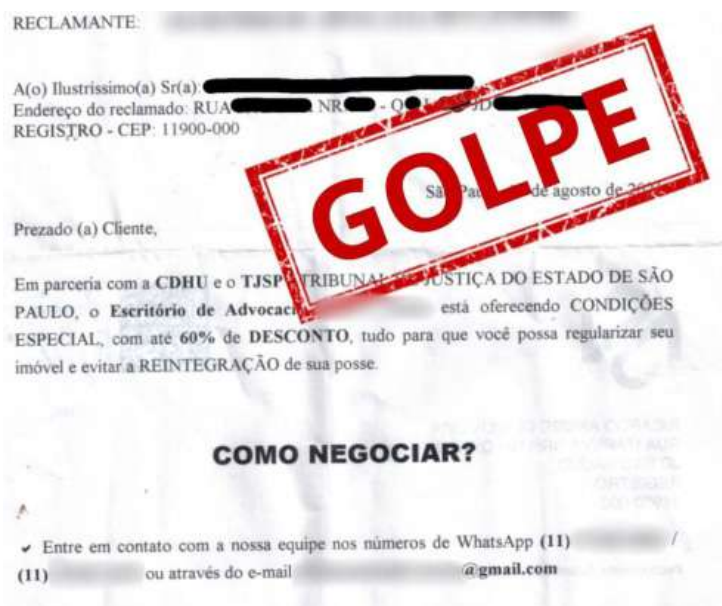 RECLAMANTE:
A(o) Ilustrissimo(a) Sr(a):
Endereço do reclamado: RUA NR - Q JD
REGISTRO - CEP: 11900-000
GOLPE
de agosto de
Prezado (a) Cliente,
Em parceria com a CDHU e o TJSP TRIBUNAL JUSTIÇA DO ESTADO DE SÃO
PAULO, o Escritório de Advocaci está oferecendo CONDIÇÕES
ESPECIAL, com até 60% de DESCONTO, tudo para que você possa regularizar seu
imóvel e evitar a REINTEGRAÇÃO de sua posse.
COMO NEGOCIAR?
✔ Entre em contato com a nossa equipe nos números de WhatsApp (11) /
(11) ou através do e-mail @gmail.com